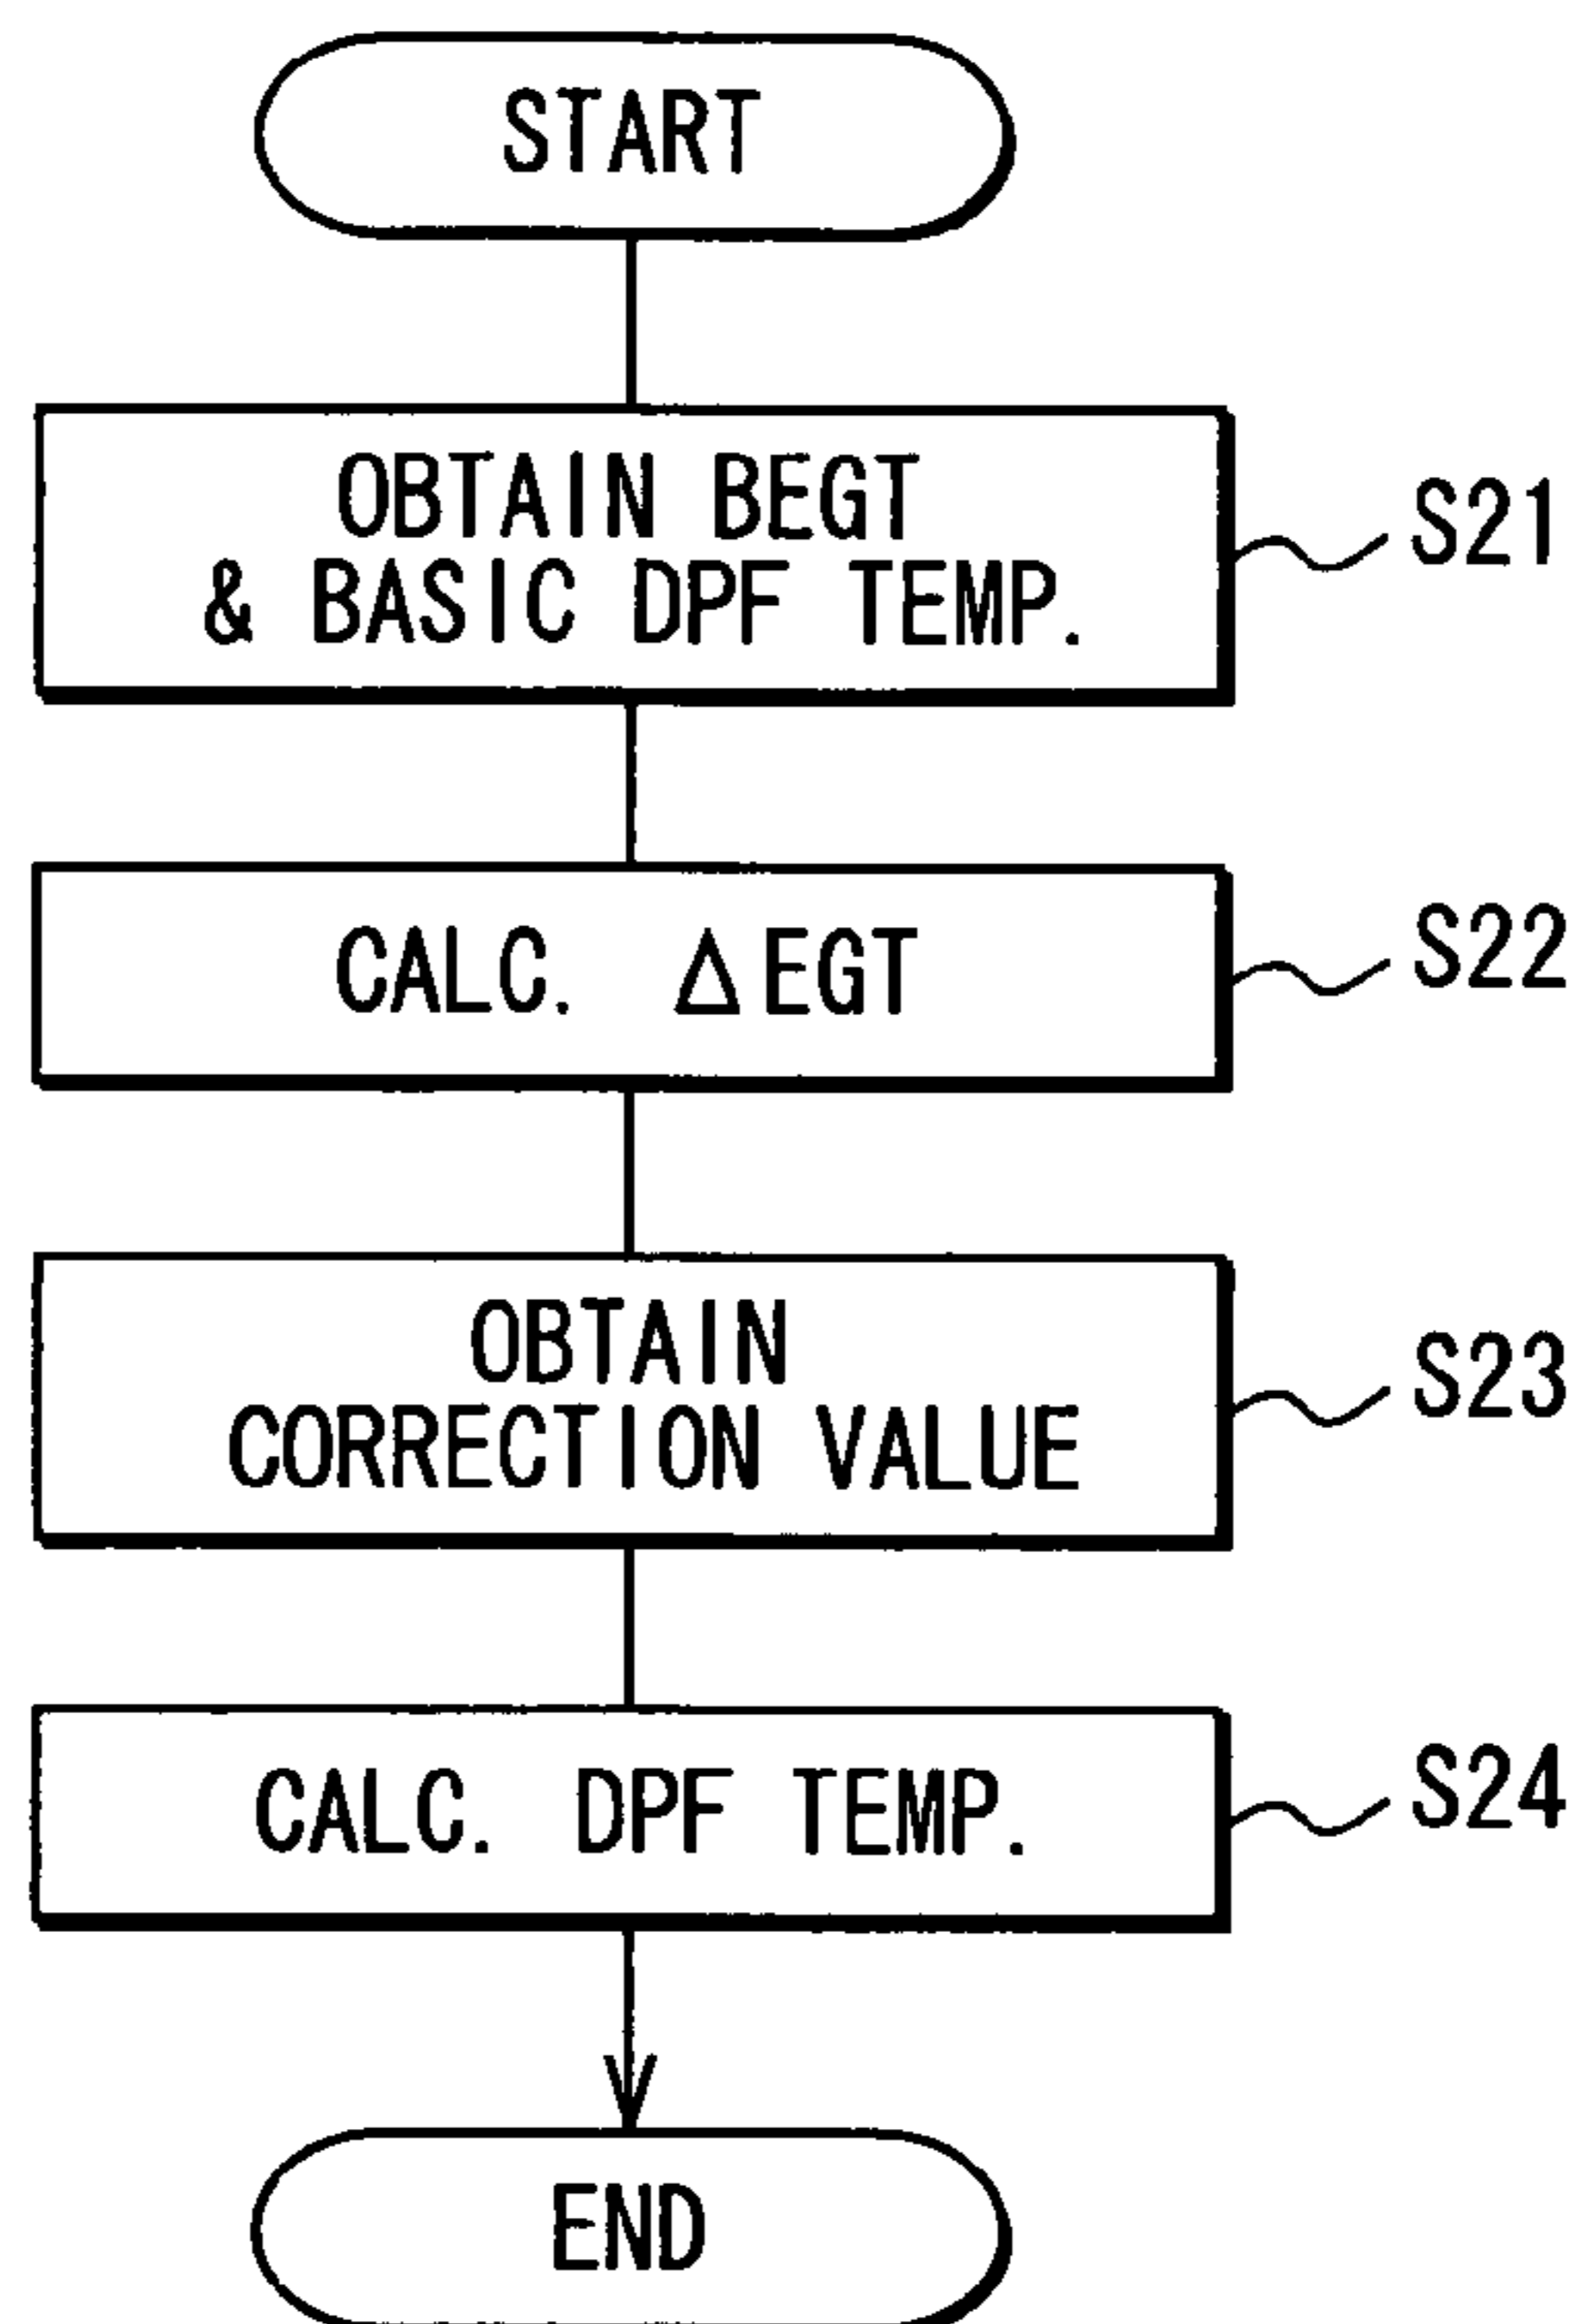 START
OBTAIN BEGT
& BASIC DPF TEMP.
S21
CALC. ΔEGT
S22
OBTAIN
CORRECTION VALUE
S23
CALC. DPF TEMP.
S24
END